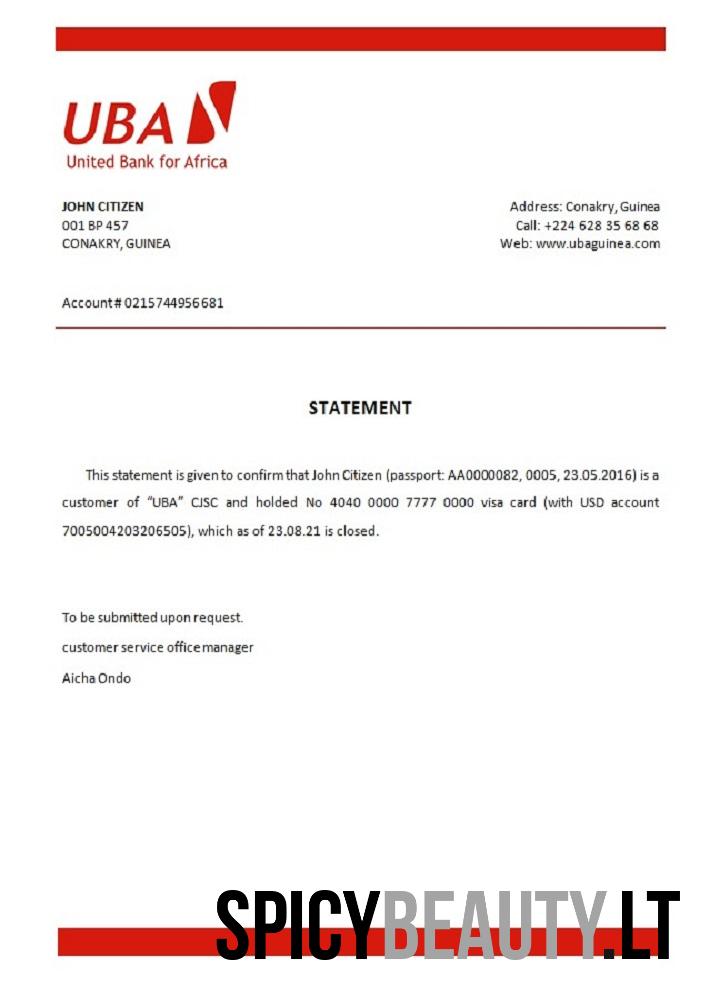 UBA
United Bank for Africa
JOHN CITIZEN
001 BP 457
CONAKRY, GUINEA
Address: Conakry, Guinea
Call: +224 628 35 68 68
Web: www.ubaguinea.com
Account# 0215744956681
STATEMENT
This statement is given to confirm that John Citizen (passport: AA0000082, 0005, 23.05.2016) is a
customer of “UBA” CJSC and holded No 4040 0000 7777 0000 visa card (with USD account
7005004203206505), which as of 23.08.21 is closed.
To be submitted upon request.
customer service office manager
Aicha Ondo
SPICYBEAUTY.LT